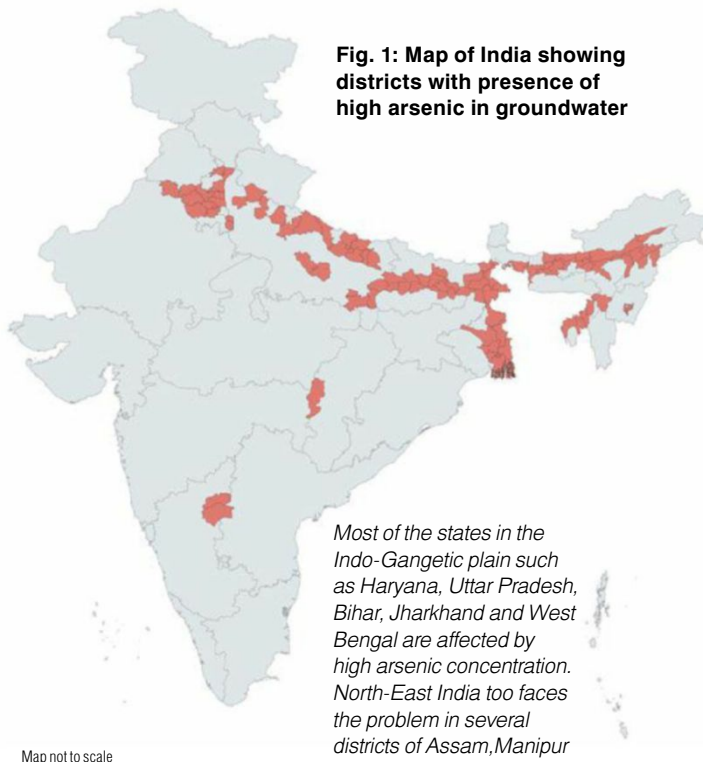 Fig. 1: Map of India showing
districts with presence of
high arsenic in groundwater
Most of the states in the
Indo-Gangetic plain such
as Haryana, Uttar Pradesh,
Bihar, Jharkhand and West
Bengal are affected by
high arsenic concentration.
North-East India too faces
the problem in several
districts of Assam,Manipur
Map not to scale